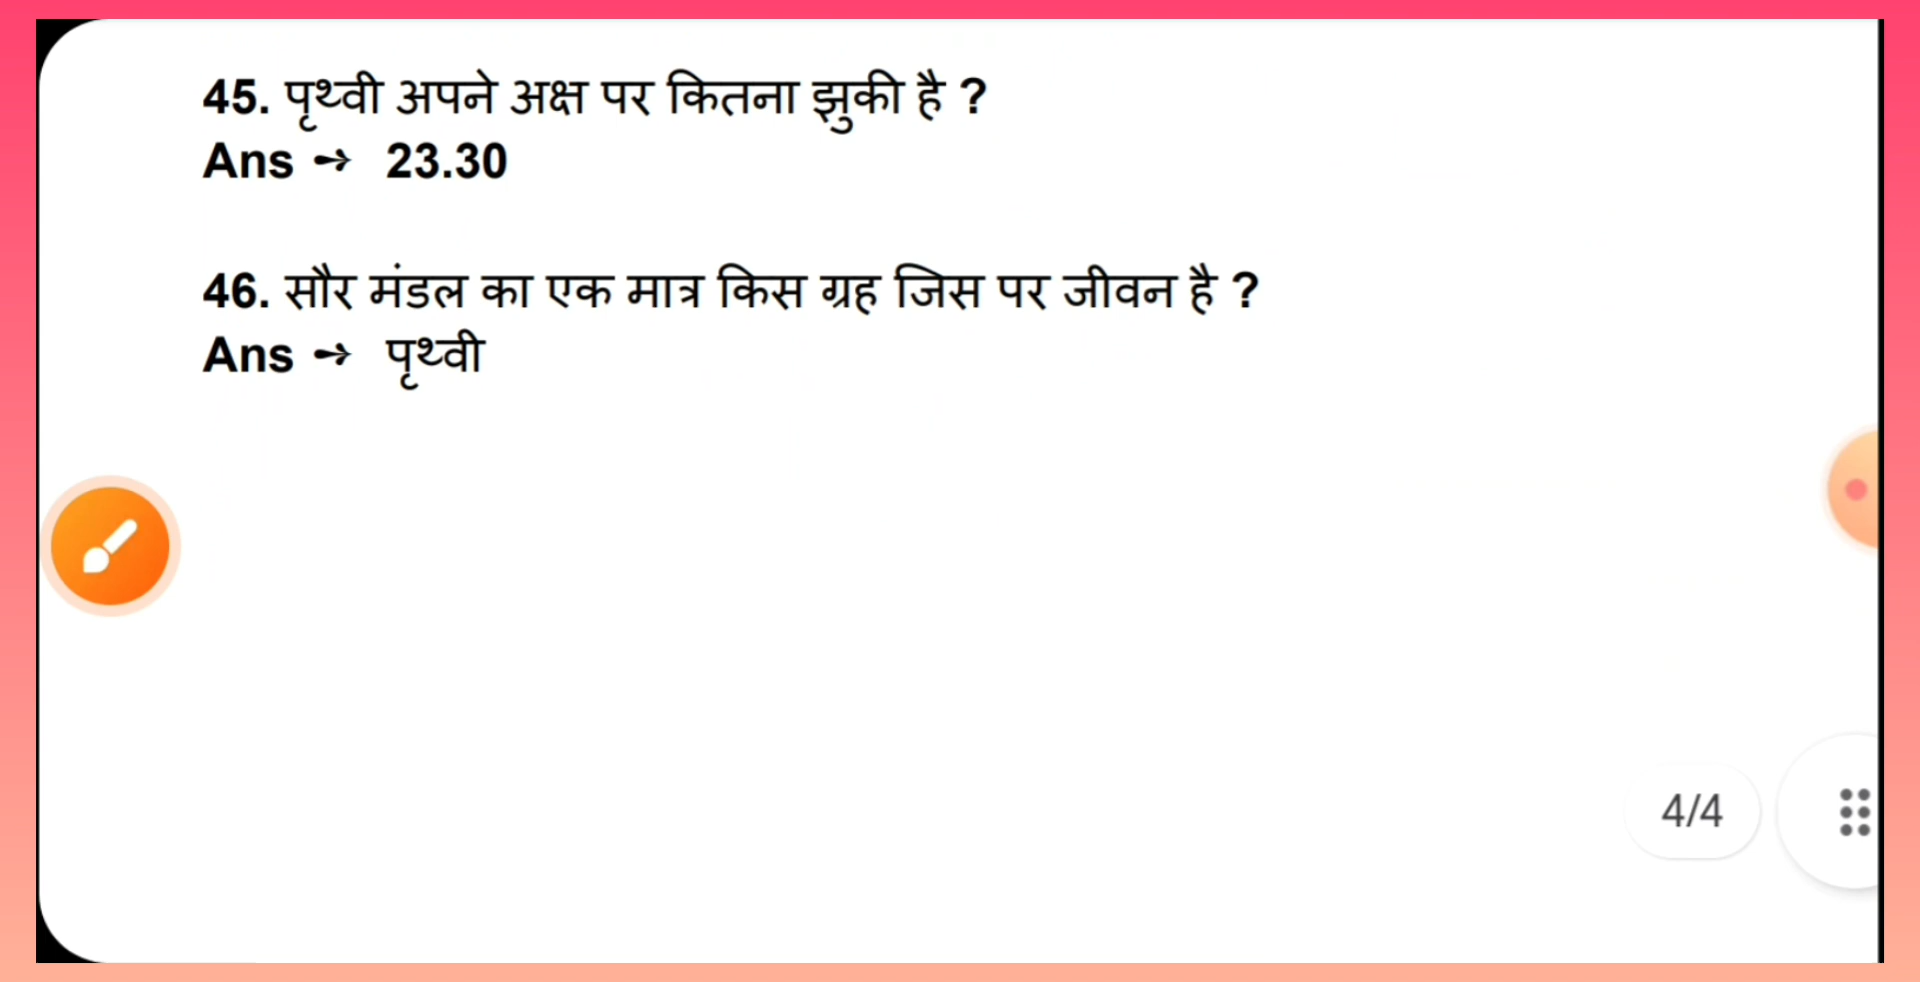 45. पृथ्वी अपने अक्ष पर कितना झुकी है ?
Ans ➙ 23.30
46. सौर मंडल का एक मात्र किस ग्रह जिस पर जीवन है ?
Ans ➙ पृथ्वी
4/4